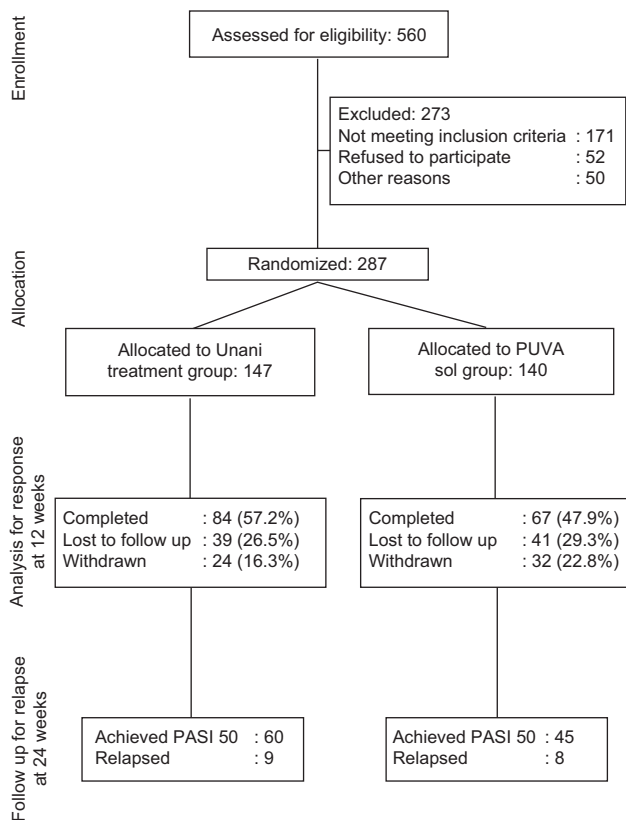 Enrollment
Assessed for eligibility: 560
Excluded: 273
Not meeting inclusion criteria : 171
Refused to participate : 52
Other reasons : 50
Allocation
Randomized: 287
Allocated to Unani
treatment group: 147
Allocated to PUVA
sol group: 140
Analysis for response
at 12 weeks
Completed : 84 (57.2%)
Lost to follow up : 39 (26.5%)
Withdrawn : 24 (16.3%)
Completed : 67 (47.9%)
Lost to follow up : 41 (29.3%)
Withdrawn : 32 (22.8%)
Follow up for relapse
at 24 weeks
Achieved PASI 50 : 60
Relapsed : 9
Achieved PASI 50 : 45
Relapsed : 8